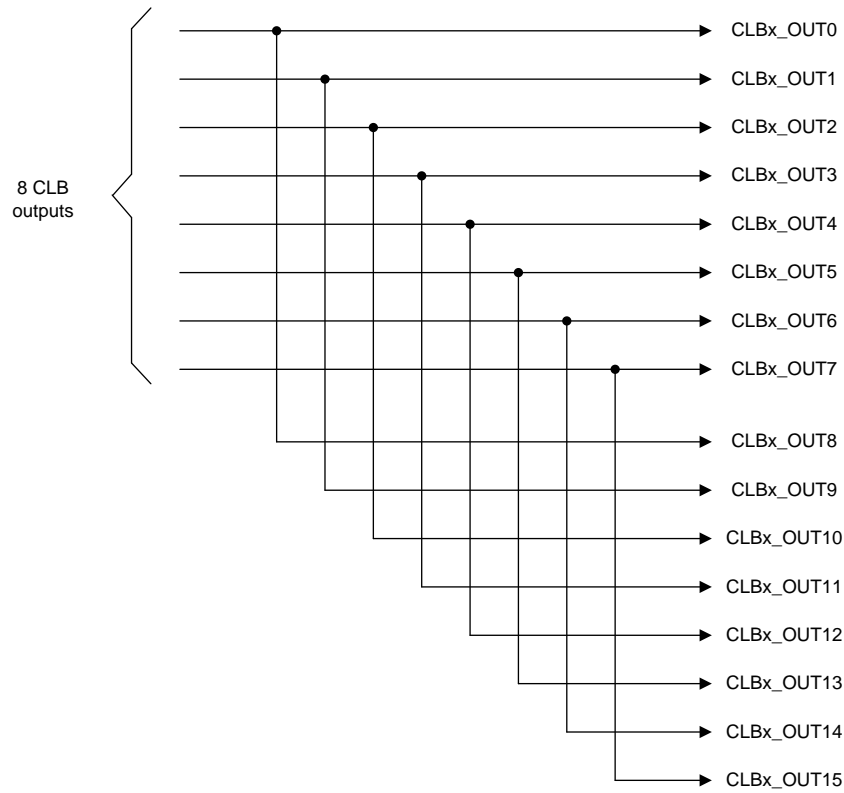 CLBx_OUT0
CLBx_OUT1
CLBx_OUT2
CLBx_OUT3
8 CLB
outputs
CLBx_OUT4
CLBx_OUT5
CLBx_OUT6
CLBx_OUT7
CLBx_OUT8
CLBx_OUT9
CLBx_OUT10
CLBx_OUT11
CLBx_OUT12
CLBx_OUT13
CLBx_OUT14
CLBx_OUT15